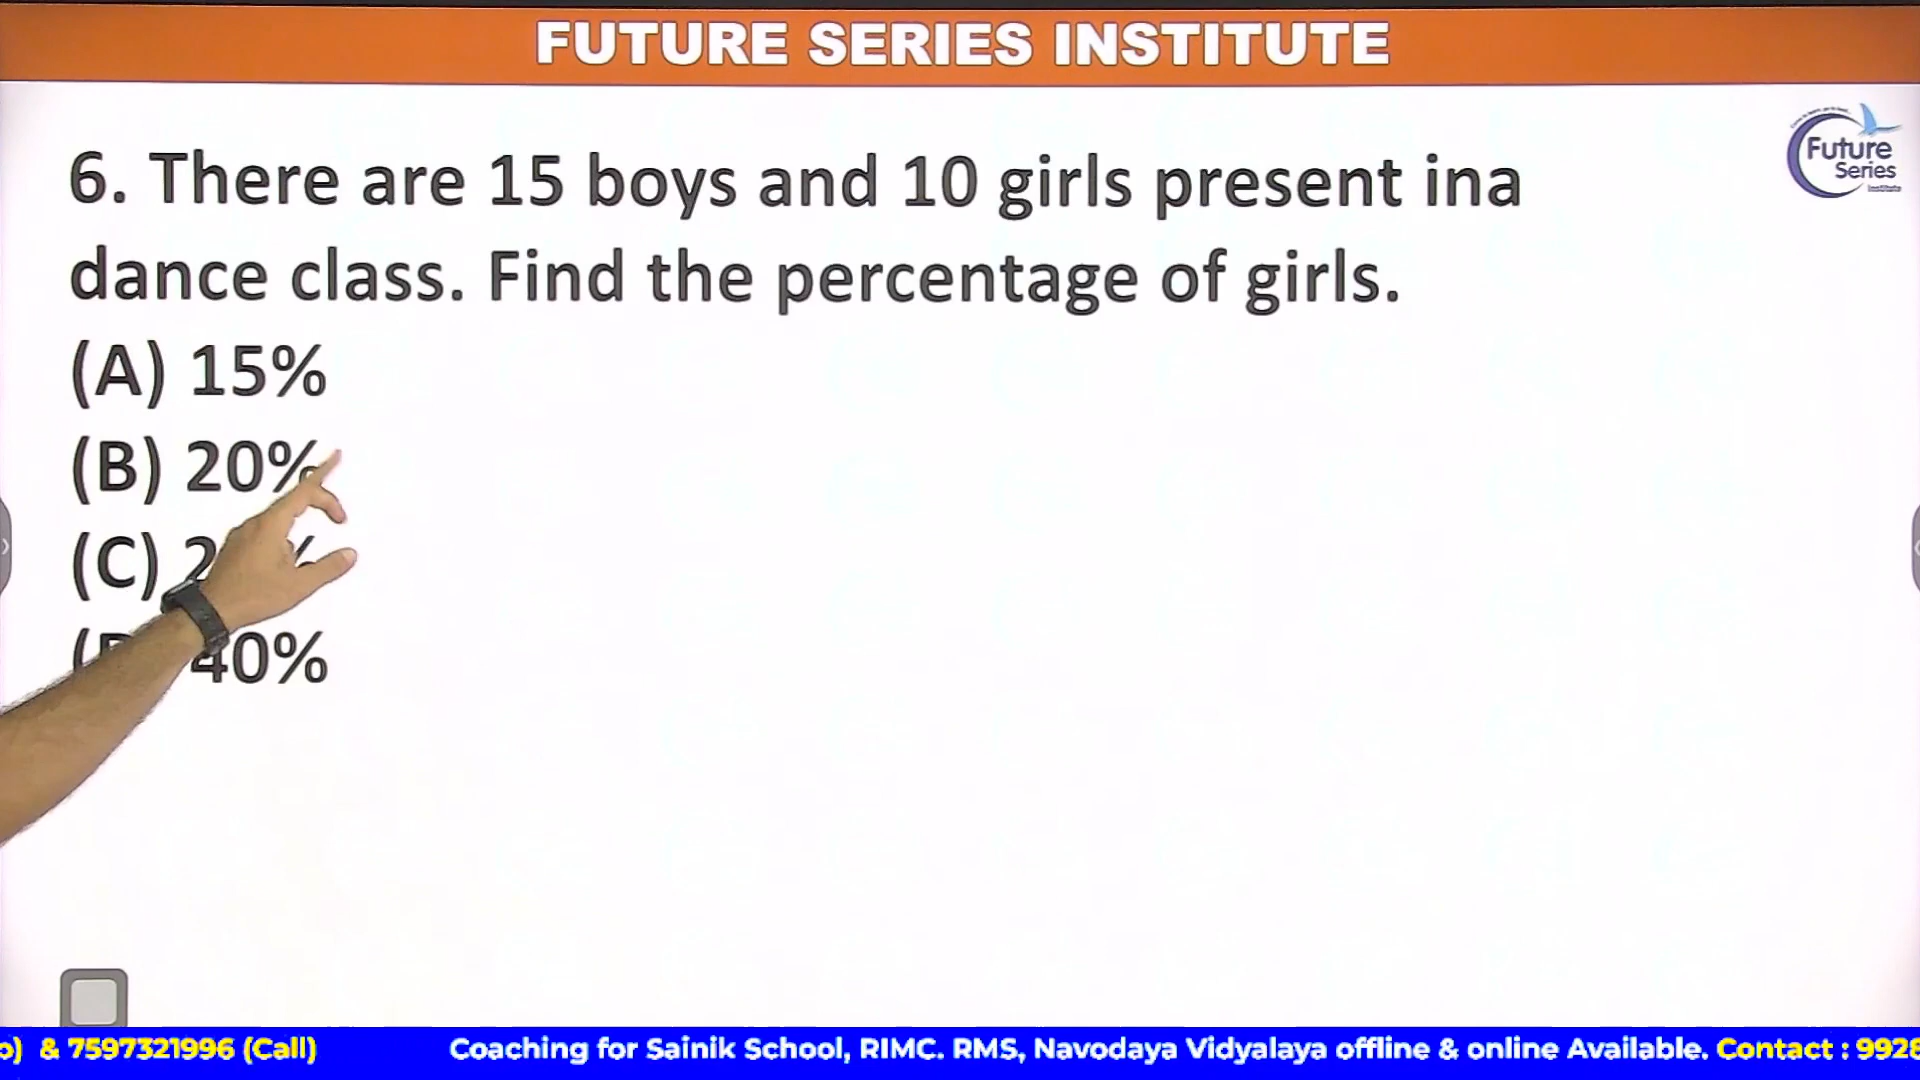 FUTURE SERIES INSTITUTE
Future
Series
Institute
6. There are 15 boys and 10 girls present ina
dance class. Find the percentage of girls.
(A) 15%
(B) 20%
(C) 2
40%
& 7597321996 (Call) Coaching for Sainik School, RIMC. RMS, Navodaya Vidyalaya offline & online Available. Contact : 9928